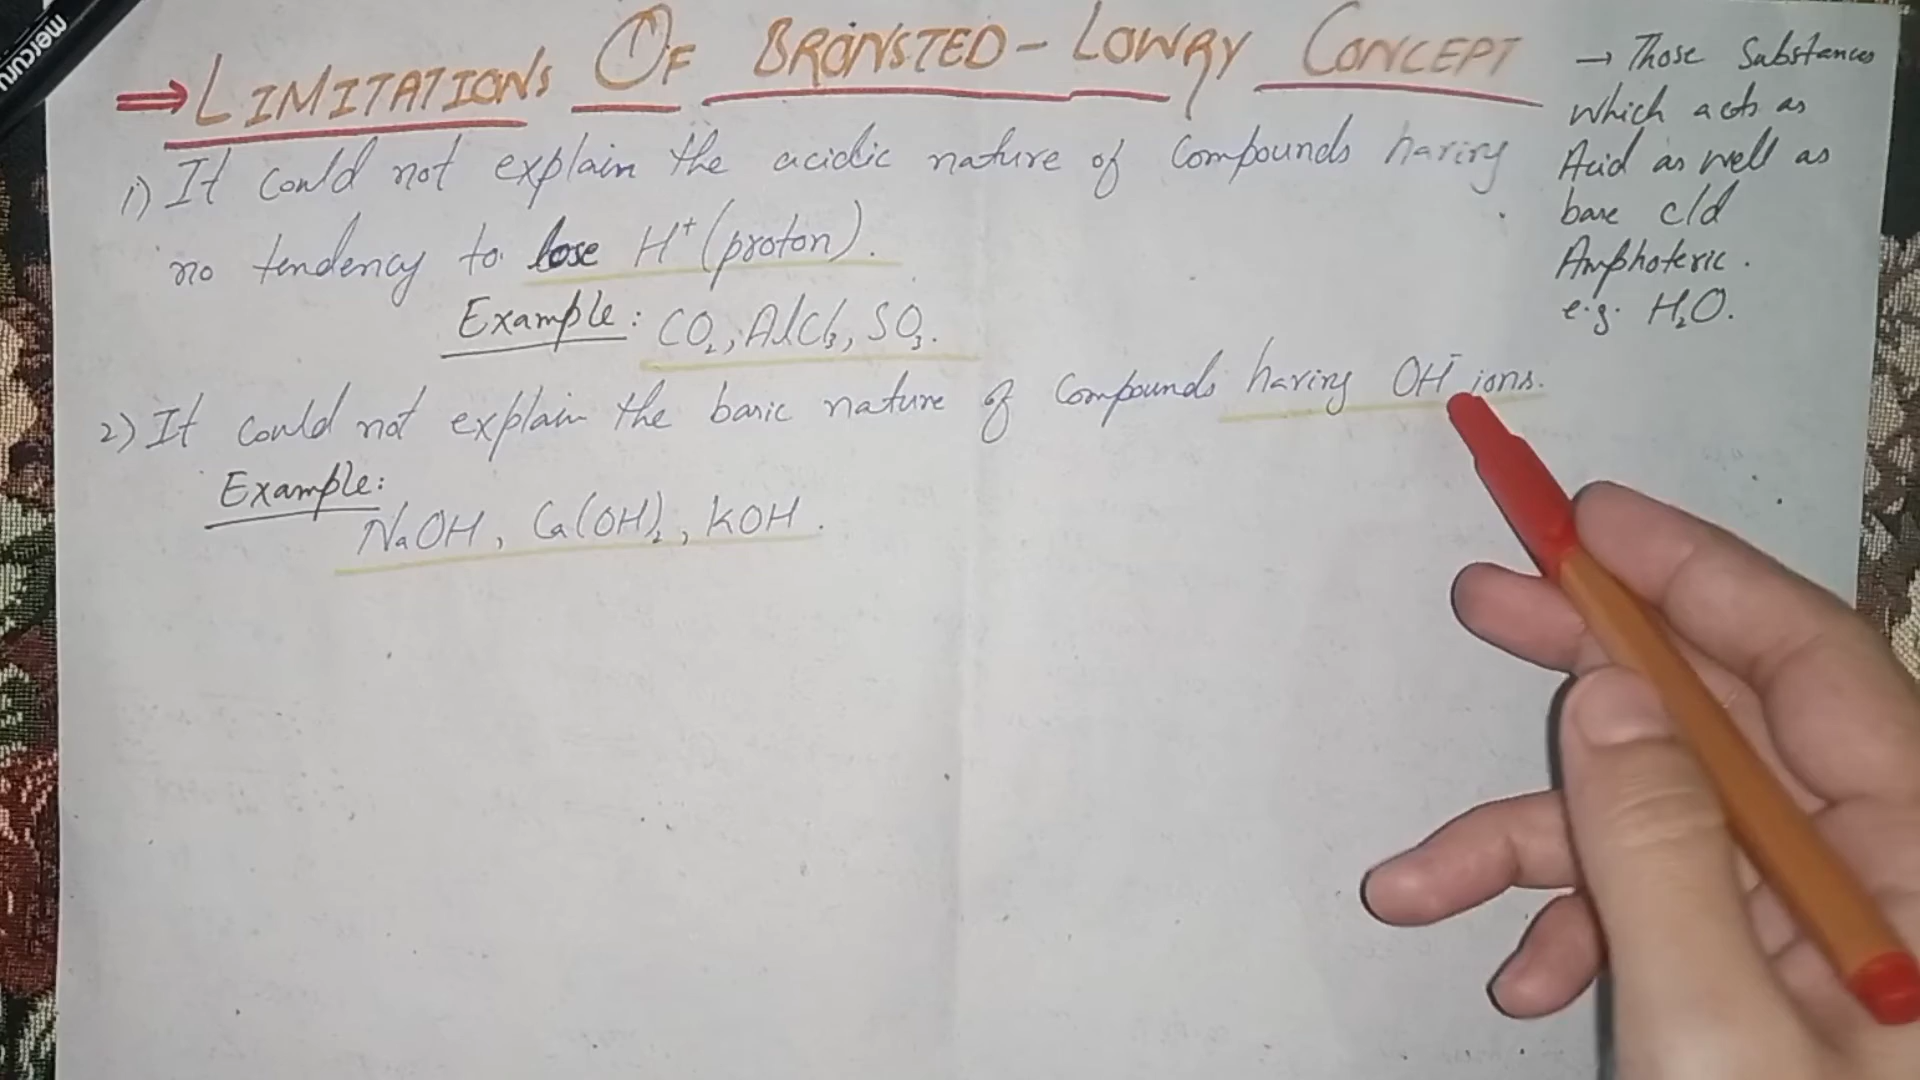 mercury
⇒ LIMITATIONS OF BRONSTED-LOWRY CONCEPT
1) It could not explain the acidic nature of Compounds having
no tendency to lose H⁺ (proton).
Example: CO₂, AlCl₃, SO₃.
2) It could not explain the basic nature of Compounds having OH⁻ ions.
Example:
NaOH, Ca(OH)₂, KOH.
→ Those Substances
which acts as
Acid as well as
base c/d
Amphoteric.
e.g. H₂O.